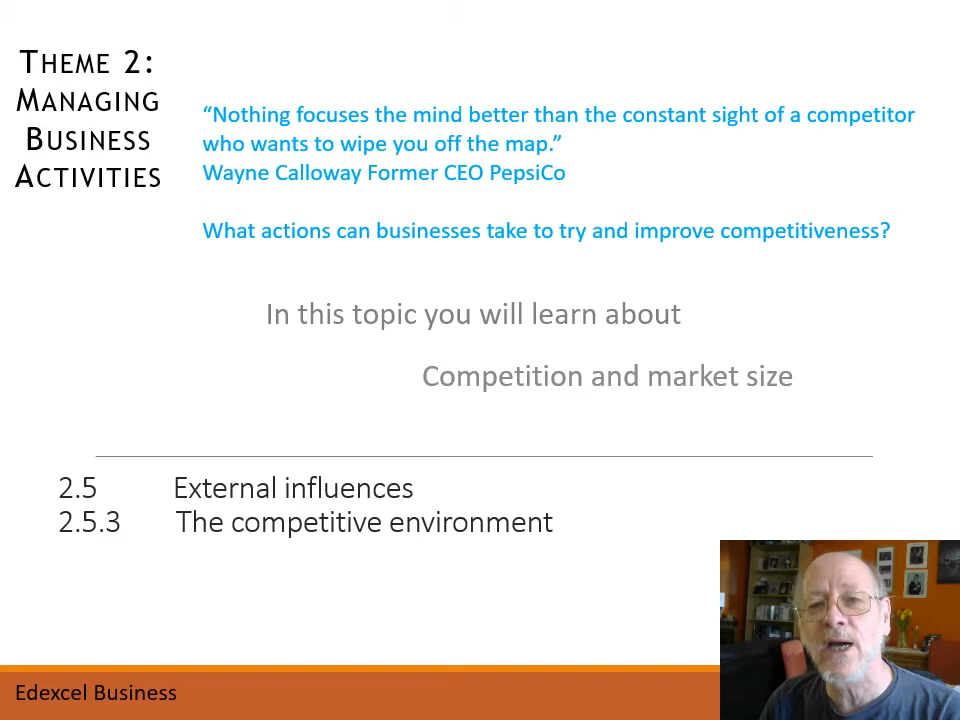 THEME 2:
MANAGING
BUSINESS
ACTIVITIES
“Nothing focuses the mind better than the constant sight of a competitor
who wants to wipe you off the map.”
Wayne Calloway Former CEO PepsiCo
What actions can businesses take to try and improve competitiveness?
In this topic you will learn about
Competition and market size
2.5 External influences
2.5.3 The competitive environment
Edexcel Business